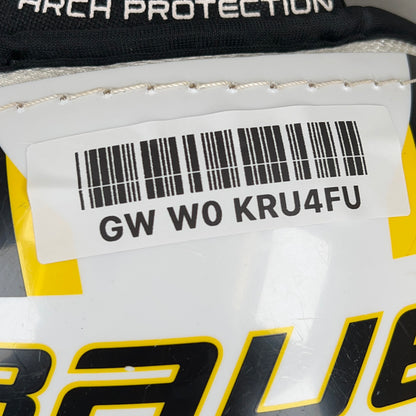 ARCH PROTECTION
GW W0 KRU4FU
BAUE